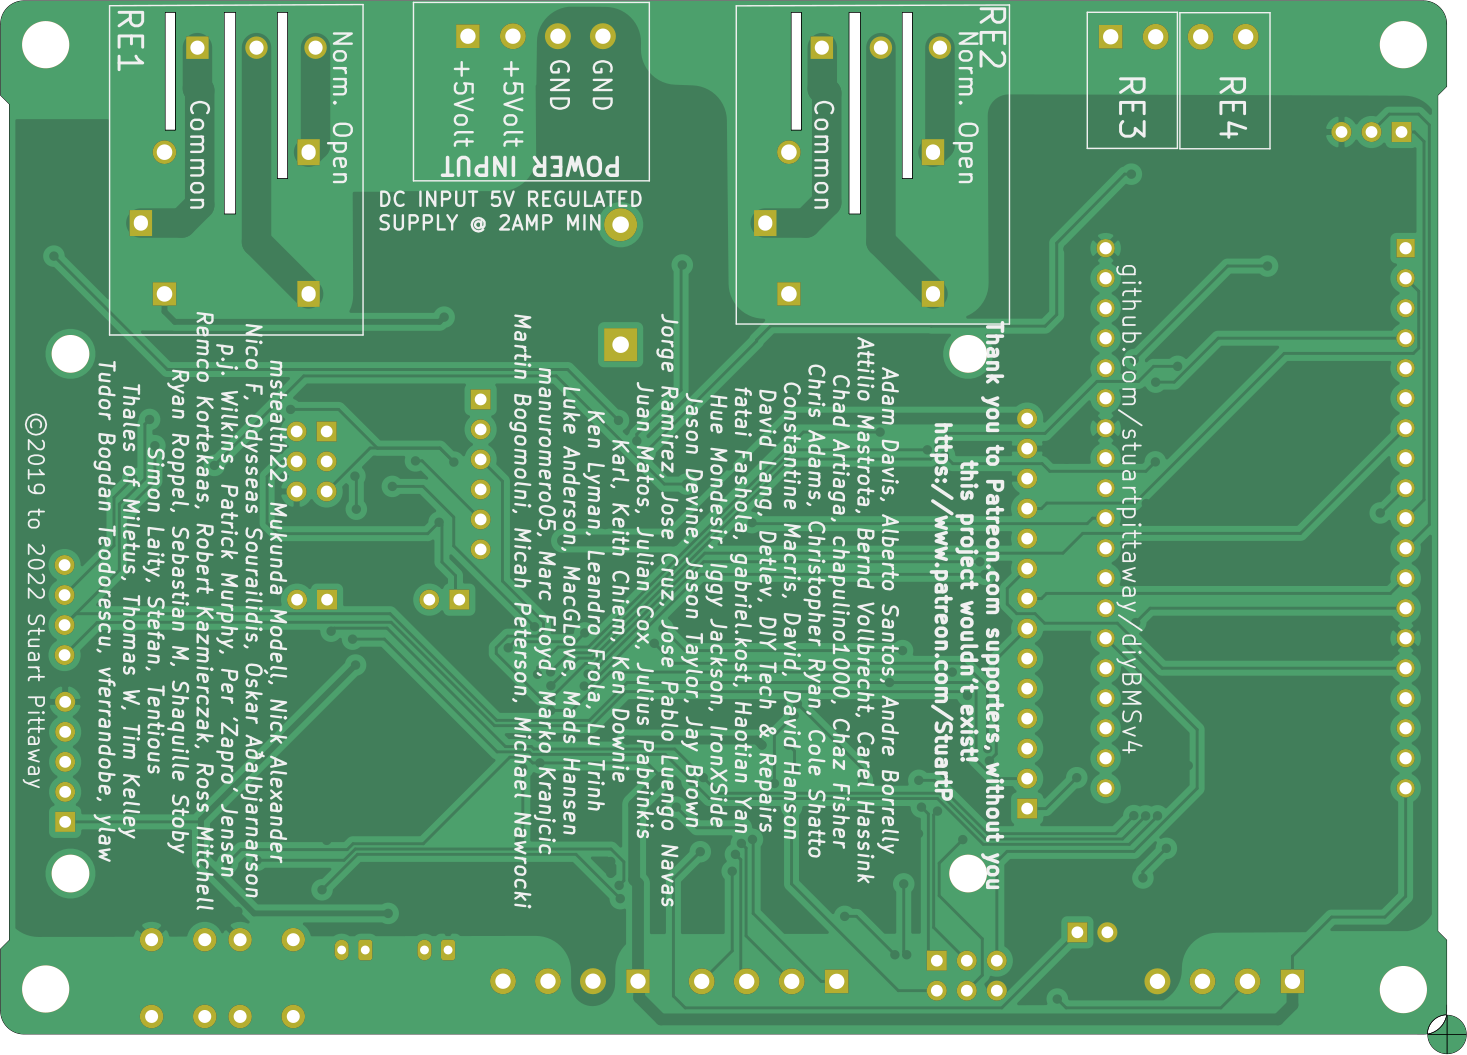 RE1
Norm. Open
Common
+5Volt
+5Volt
GND
GND
POWER INPUT
DC INPUT 5V REGULATED
SUPPLY @ 2AMP MIN
RE2
Norm. Open
Common
RE3
RE4
github.com/stuartpittaway/diyBMSv4
Thank you to Patreon.com supporters, without you
this project wouldn't exist!
https://www.patreon.com/StuartP
Adam Davis, Alberto Santos, Andre Borrelly
Attilio Mastrota, Bernd Vollbrecht, Carel Hassink
Chad Artiaga, chapulino1000, Chaz Fisher
Chris Adams, Christopher Ryan, Cole Shatto
Constantine Macris, David, David, David Hanson
David Lang, Detlev, DIY Tech & Repairs
fatai Fashola, gabrielkost, Haotian Yan
Hue Mondesil, Iggy Jackson, IronXSide
Jason Devine, Jason Taylor, Jay Brown
Jorge Ramirez, Jose Cruz, Jose Pablo Luengo Navas
Juan Matos, Julian Cox, Julius Pabrinkis
Karl, Keith Chiem, Ken Downie
Ken Lyman, Leandro Frola, Lu Trinh
Luke Anderson, MacGlove, Mads Hansen
manuromero05, Marc Floyd, Marko Kranjcic
Martin Bogomolni, Micah Peterson, Michael Nawrocki
mstealth22, Mukunda Modell, Nick Alexander
Nico F, Odysseas Sourailidis, Óskar Aðalbjarnarson
P.J. Wilkins, Patrick Murphy, Per 'Zapro' Jensen
Remco Kortekaas, Robert Kazmierczak, Ross Mitchell
Ryan Roppel, Sebastian M, Shaquille Stoby
Simon Laity, Stefan, Tentious
Thales of Miletus, Thomas W, Tim Kelley
Tudor Bogdan Teodorescu, vferrandobe, ylaw
©2019 to 2022 Stuart Pittaway